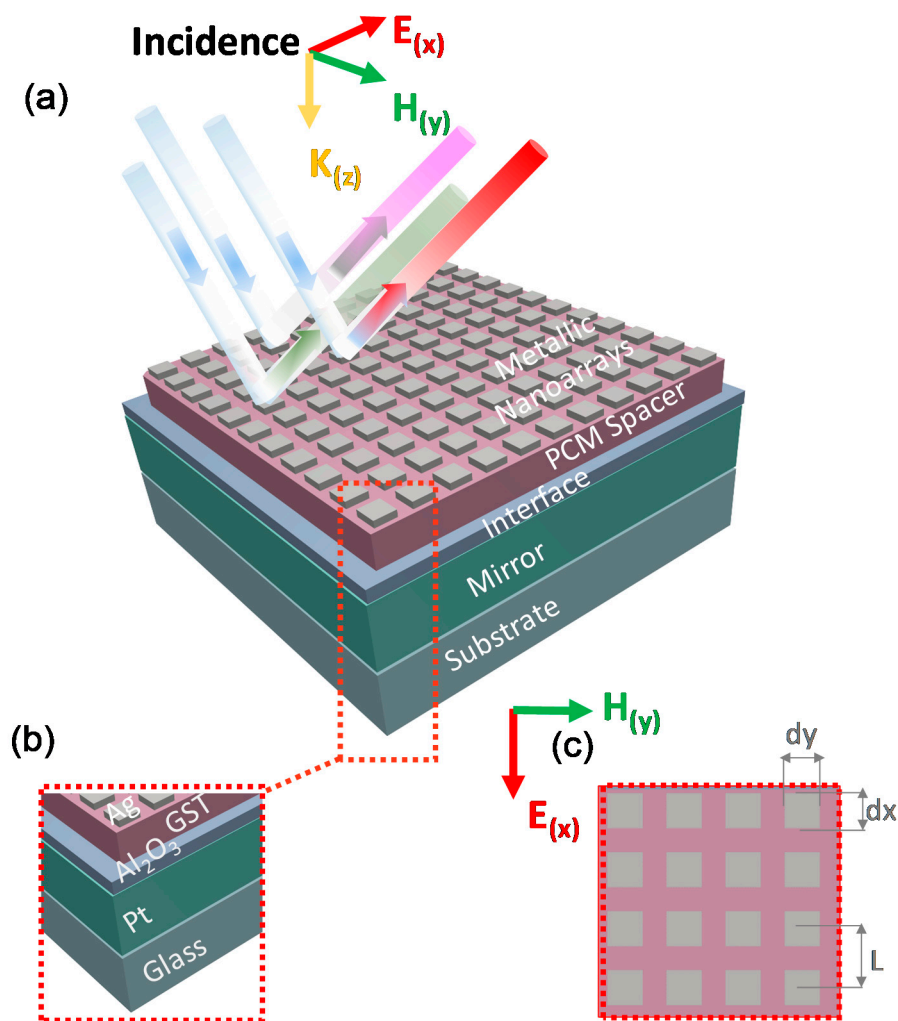 Incidence
E(x)
H(y)
K(z)
(a)
Metallic
Nanoarrays
PCM Spacer
Interface
Mirror
Substrate
(b)
Ag
GST
Al2O3
Pt
Glass
H(y)
E(x)
(c)
dy
dx
L